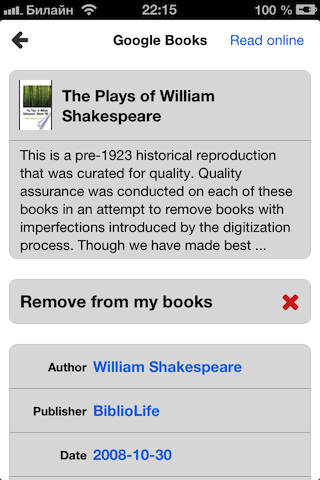 Билайн 22:15 100 %
Google Books Read online
The Plays of William
Shakespeare
This is a pre-1923 historical reproduction
that was curated for quality. Quality
assurance was conducted on each of these
books in an attempt to remove books with
imperfections introduced by the digitization
process. Though we have made best ...
Remove from my books
Author William Shakespeare
Publisher BiblioLife
Date 2008-10-30